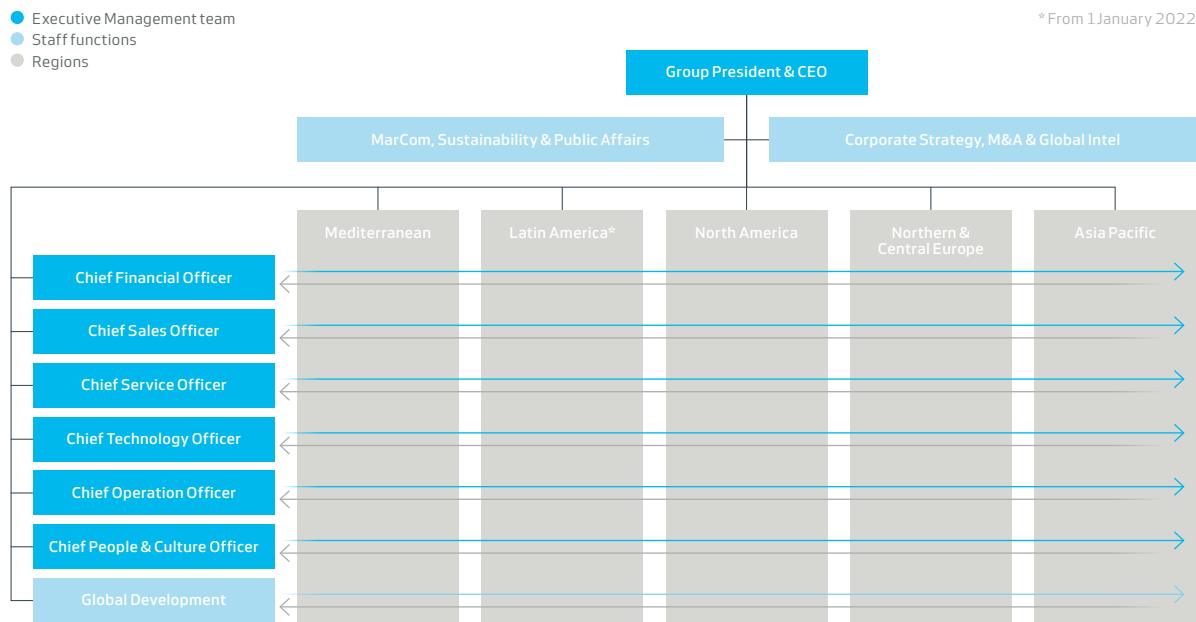 Executive Management team
Staff functions
Regions
* From 1 January 2022
Group President & CEO
MarCom, Sustainability & Public Affairs
Corporate Strategy, M&A & Global Intel
Mediterranean
Latin America*
North America
Northern &
Central Europe
Asia Pacific
Chief Financial Officer
Chief Sales Officer
Chief Service Officer
Chief Technology Officer
Chief Operation Officer
Chief People & Culture Officer
Global Development